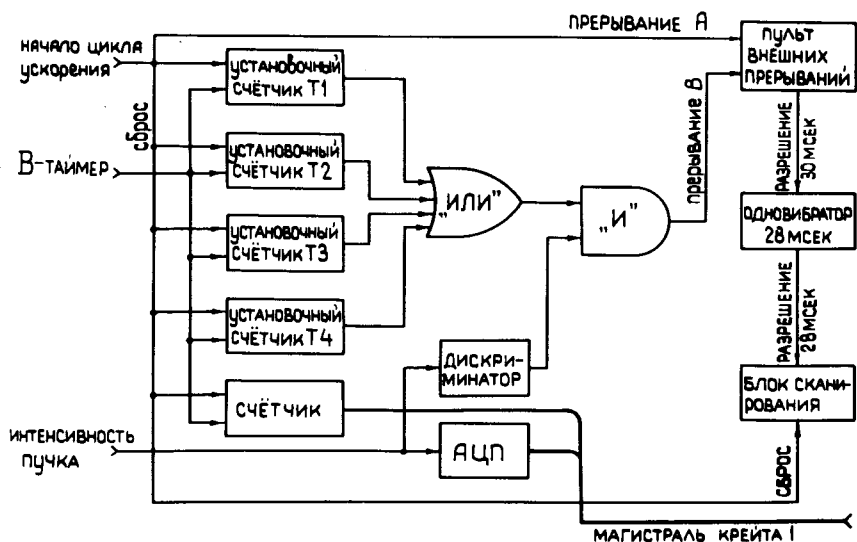 ПРЕРЫВАНИЕ А
НАЧАЛО ЦИКЛА
УСКОРЕНИЯ
ПУЛЬТ
ВНЕШНИХ
ПРЕРЫВАНИЙ
УСТАНОВОЧНЫЙ
СЧЁТЧИК Т1
СБРОС
В-ТАЙМЕР
УСТАНОВОЧНЫЙ
СЧЁТЧИК Т2
„ИЛИ”
„И”
ПРЕРЫВАНИЕ В
РАЗРЕШЕНИЕ
30 МСЕК
ОДНОВИБРАТОР
28 МСЕК
УСТАНОВОЧНЫЙ
СЧЁТЧИК Т3
УСТАНОВОЧНЫЙ
СЧЁТЧИК Т4
РАЗРЕШЕНИЕ
28 МСЕК
ДИСКРИ-
МИНАТОР
БЛОК СКАНИ-
РОВАНИЯ
СЧЁТЧИК
ИНТЕНСИВНОСТЬ
ПУЧКА
АЦП
СБРОС
МАГИСТРАЛЬ КРЕЙТА 1